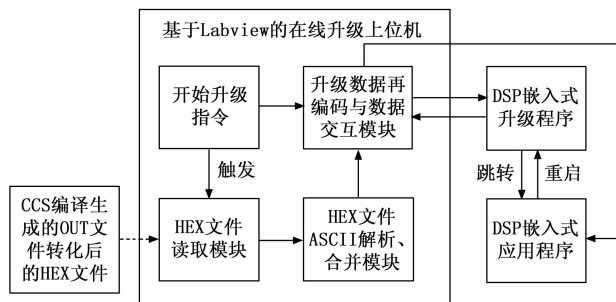 基于Labview的在线升级上位机
开始升级
指令
升级数据再
编码与数据
交互模块
DSP嵌入式
升级程序
触发
跳转
重启
CCS编译生
成的OUT文
件转化后
的HEX文件
HEX文件
读取模块
HEX文件
ASCII解析、
合并模块
DSP嵌入式
应用程序